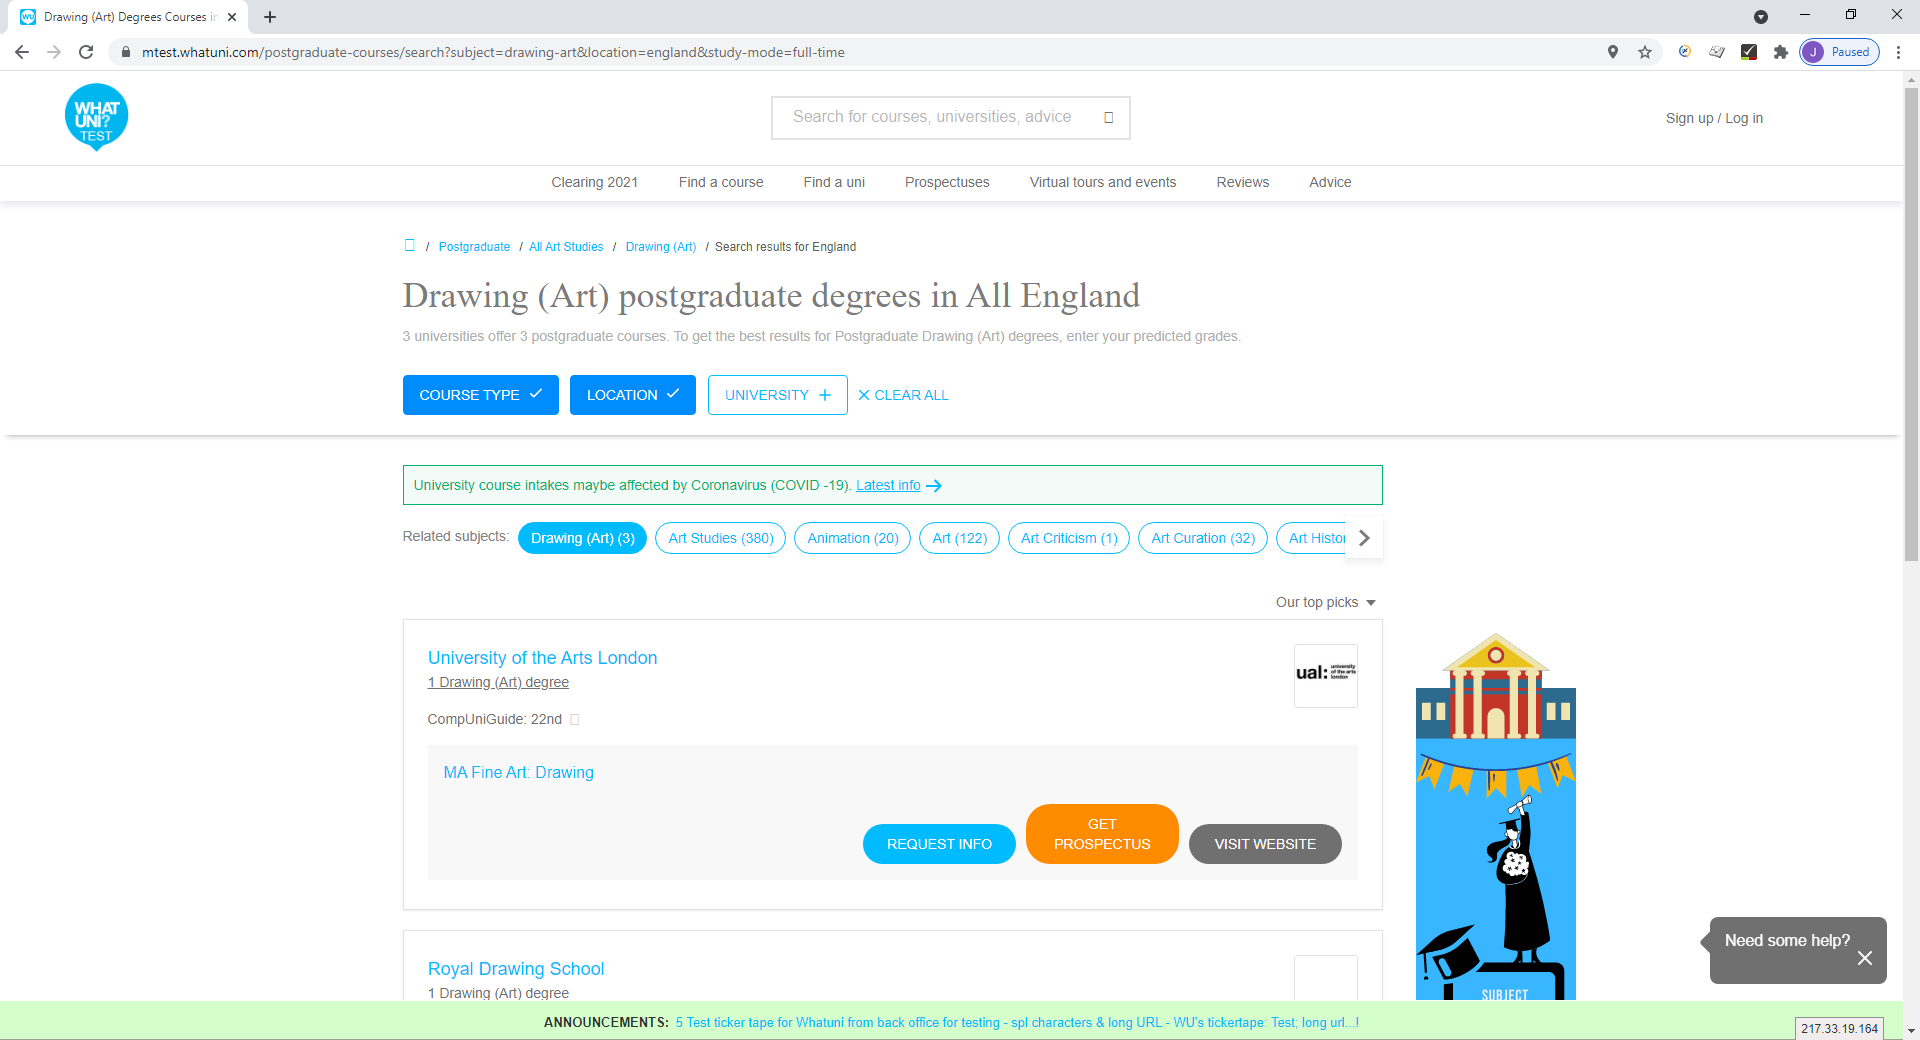 Drawing (Art) Degrees Courses in
mtest.whatuni.com/postgraduate-courses/search?subject=drawing-art&location=england&study-mode=full-time
J Paused
WHAT
UNI?
TEST
Search for courses, universities, advice
Sign up / Log in
Clearing 2021 Find a course Find a uni Prospectuses Virtual tours and events Reviews Advice
/ Postgraduate / All Art Studies / Drawing (Art) / Search results for England
Drawing (Art) postgraduate degrees in All England
3 universities offer 3 postgraduate courses. To get the best results for Postgraduate Drawing (Art) degrees, enter your predicted grades.
COURSE TYPE LOCATION UNIVERSITY CLEAR ALL
University course intakes maybe affected by Coronavirus (COVID -19). Latest info
Related subjects: Drawing (Art) (3) Art Studies (380) Animation (20) Art (122) Art Criticism (1) Art Curation (32) Art Histor
Our top picks
University of the Arts London
1 Drawing (Art) degree
ual: university of the arts london
CompUniGuide: 22nd
MA Fine Art: Drawing
REQUEST INFO
GET
PROSPECTUS
VISIT WEBSITE
Royal Drawing School
1 Drawing (Art) degree
SUBJECT
Need some help?
ANNOUNCEMENTS: 5 Test ticker tape for Whatuni from back office for testing - spl characters & long URL - WU's tickertape: Test; long url...!
217.33.19.164